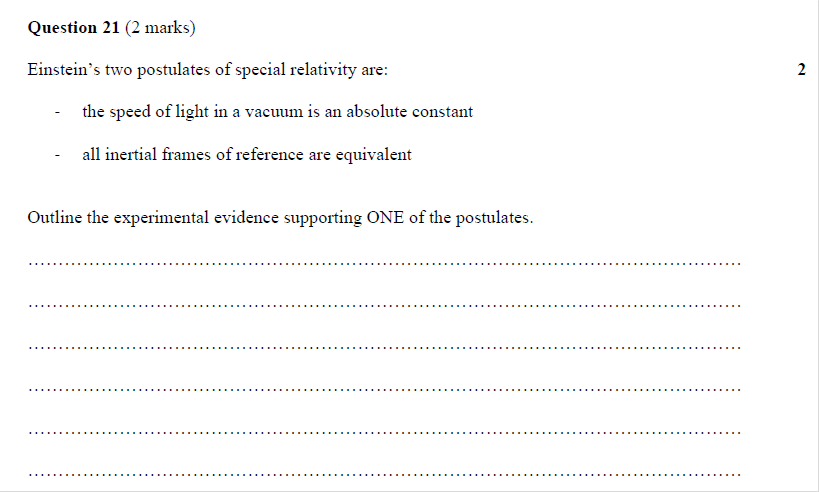 Question 21 (2 marks)
Einstein’s two postulates of special relativity are: 2
- the speed of light in a vacuum is an absolute constant
- all inertial frames of reference are equivalent
Outline the experimental evidence supporting ONE of the postulates.